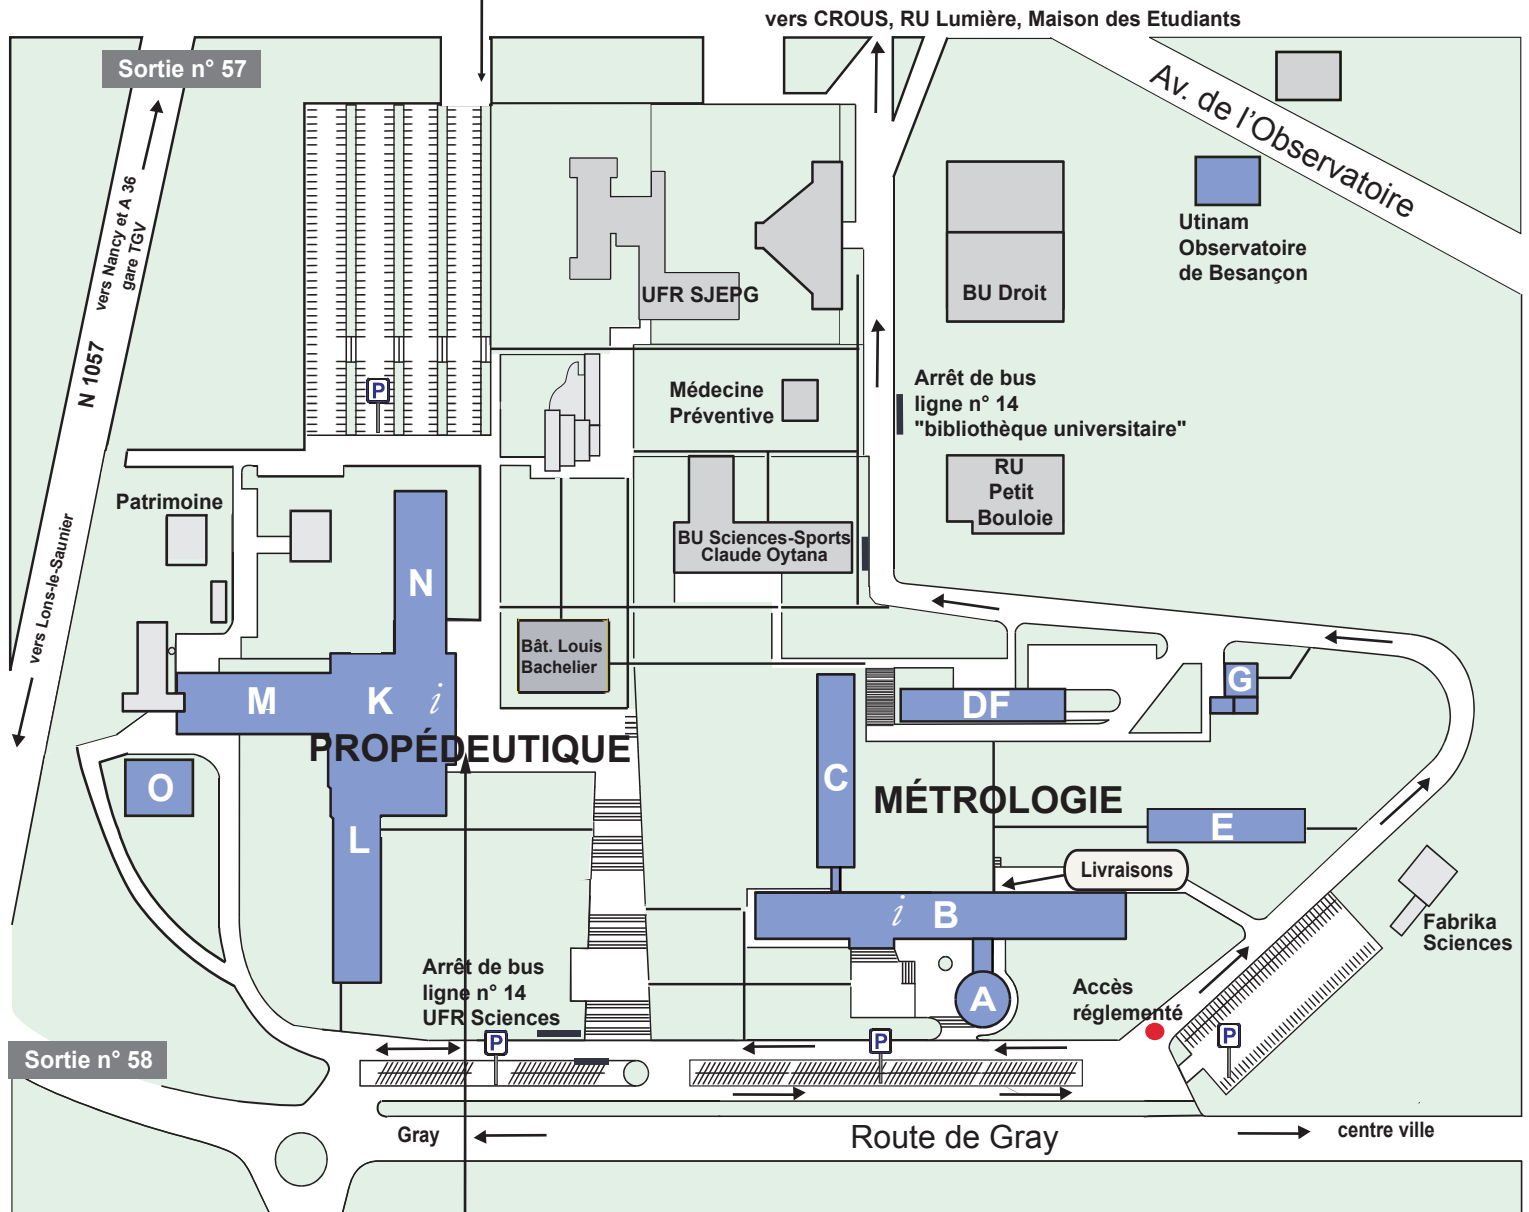 vers CROUS, RU Lumière, Maison des Etudiants
Sortie n° 57
Av. de l'Observatoire
vers Nancy et A 36
gare TGV
N 1057
vers Lons-le-Saunier
Utinam
Observatoire
de Besançon
UFR SJEPG
BU Droit
P
Médecine
Préventive
Arrêt de bus
ligne n° 14
"bibliothèque universitaire"
RU
Petit
Bouloie
Patrimoine
BU Sciences-Sports
Claude Oytana
N
Bât. Louis
Bachelier
M
K
i
G
DF
PROPÉDEUTIQUE
O
C
MÉTROLOGIE
E
L
Livraisons
i
B
Fabrika
Sciences
Arrêt de bus
ligne n° 14
UFR Sciences
A
Accès
réglementé
P
P
P
Sortie n° 58
Gray
Route de Gray
centre ville